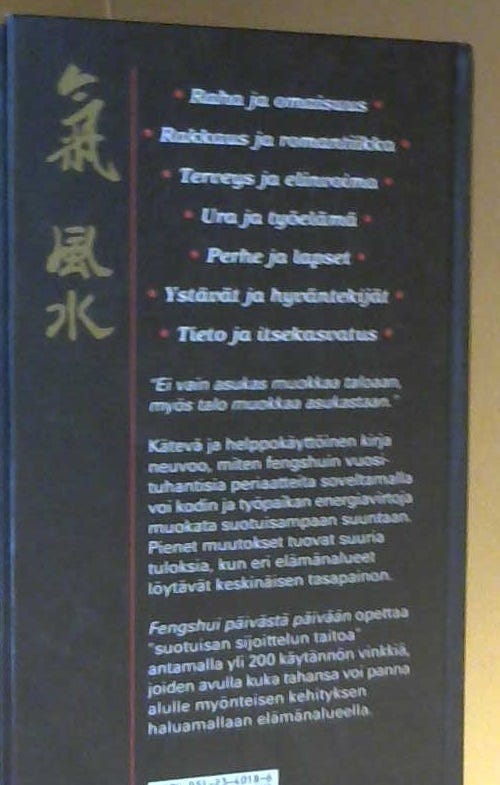 氣
風
水
• Raha ja omaisuus •
• Rakkaus ja romantiikka •
• Terveys ja elinvoima •
• Ura ja työelämä •
• Perhe ja lapset •
• Ystävät ja hyväntekijät •
• Tieto ja itsekasvatus •
"Ei vain asukas muokkaa taloaan,
myös talo muokkaa asukastaan."
Kätevä ja helppokäyttöinen kirja
neuvoo, miten fengshuin vuosi-
tuhantisia periaatteita soveltamalla
voi kodin ja työpaikan energiavirtoja
muokata suotuisampaan suuntaan.
Pienet muutokset tuovat suuria
tuloksia, kun eri elämänalueet
löytävät keskinäisen tasapainon.
Fengshui päivästä päivään opettaa
"suotuisan sijoittelun taitoa"
antamalla yli 200 käytännön vinkkiä,
joiden avulla kuka tahansa voi panna
alulle myönteisen kehityksen
haluamallaan elämänalueella.
951-23-4018-6